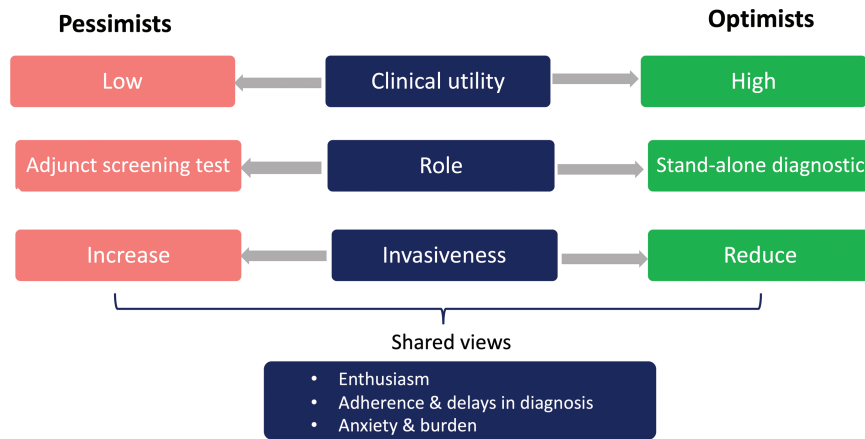 Pessimists
Optimists
Low
Clinical utility
High
Adjunct screening test
Role
Stand-alone diagnostic
Increase
Invasiveness
Reduce
Shared views
• Enthusiasm
• Adherence & delays in diagnosis
• Anxiety & burden